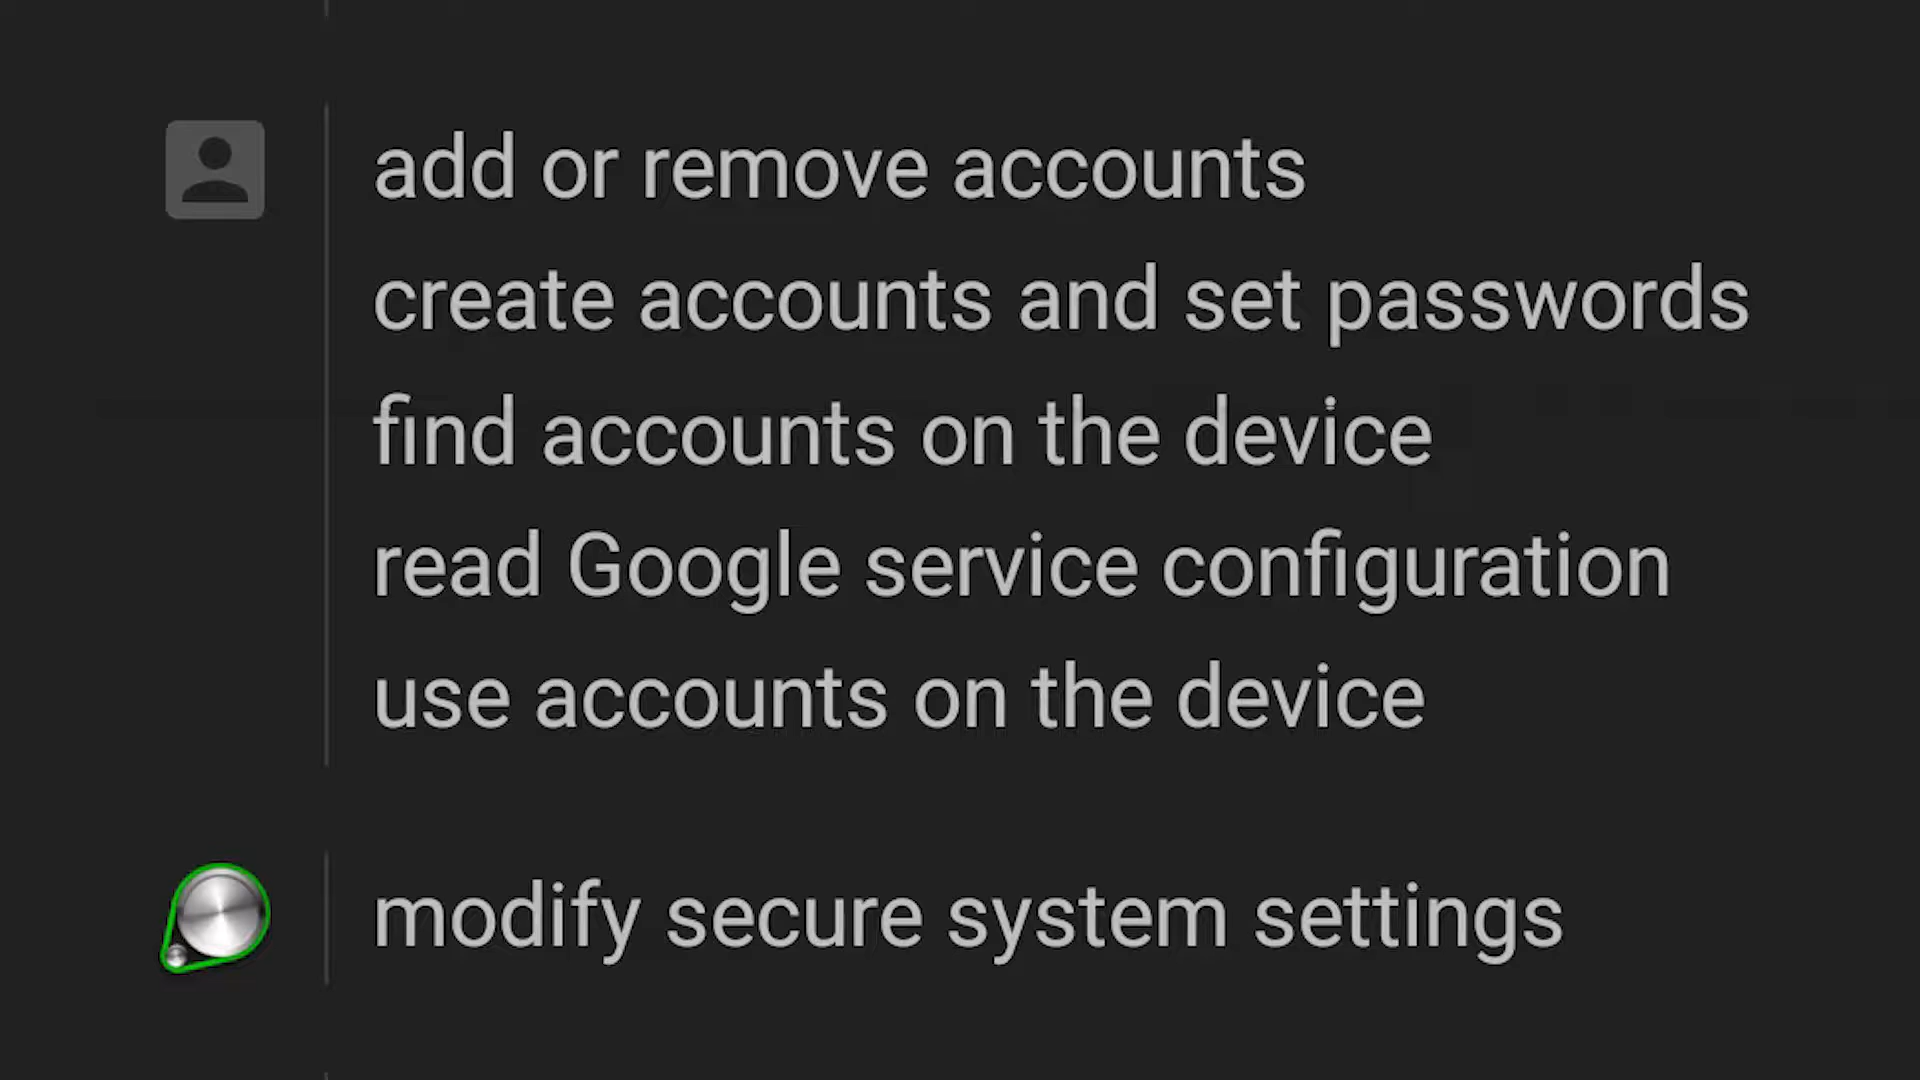 add or remove accounts
create accounts and set passwords
find accounts on the device
read Google service configuration
use accounts on the device
modify secure system settings